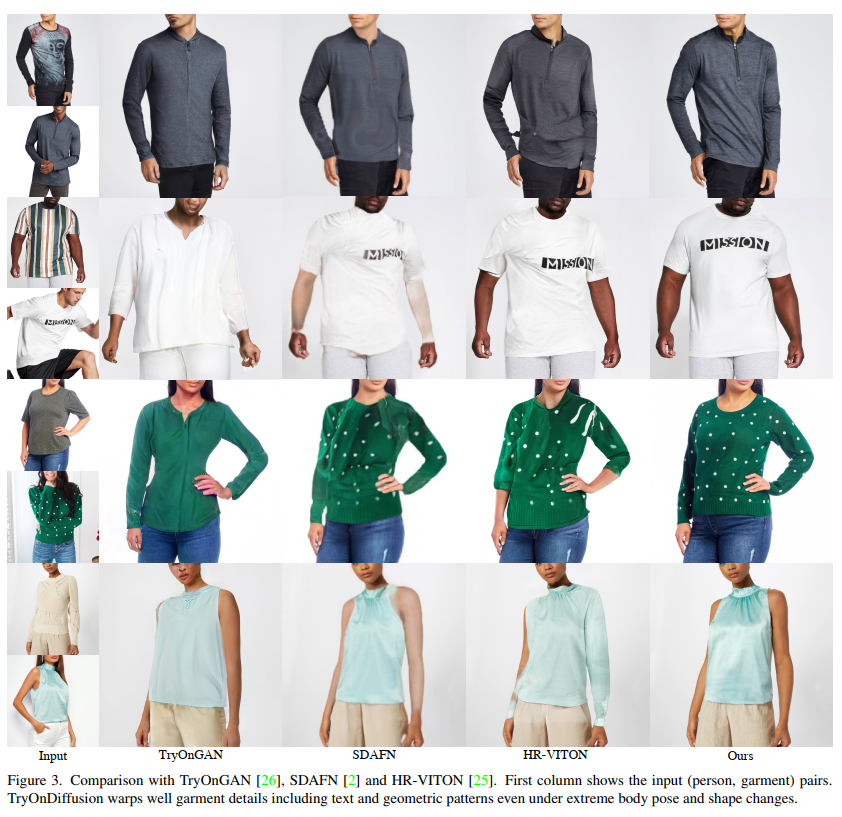 MISSION
MISSION
MISSION
MISSION
Input
TryOnGAN
SDAFN
HR-VITON
Ours
Figure 3. Comparison with TryOnGAN [26], SDAFN [2] and HR-VITON [25]. First column shows the input (person, garment) pairs.
TryOnDiffusion warps well garment details including text and geometric patterns even under extreme body pose and shape changes.